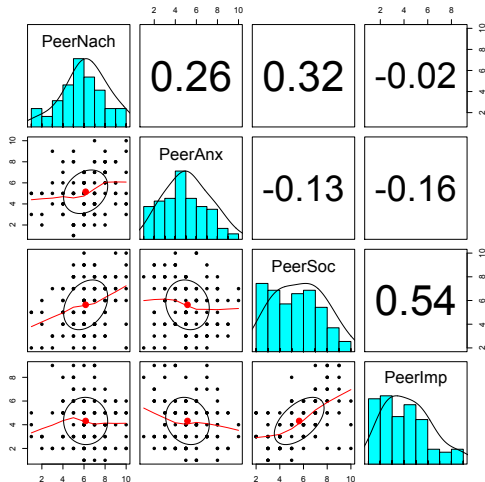 2 4 6 8 10
2 4 6 8
PeerNach
0.26
0.32
-0.02
2 4 6 8 10
2 4 6 8 10
PeerAnx
-0.13
-0.16
PeerSoc
0.54
2 4 6 8 10
2 4 6 8
PeerImp
2 4 6 8 10
2 4 6 8 10